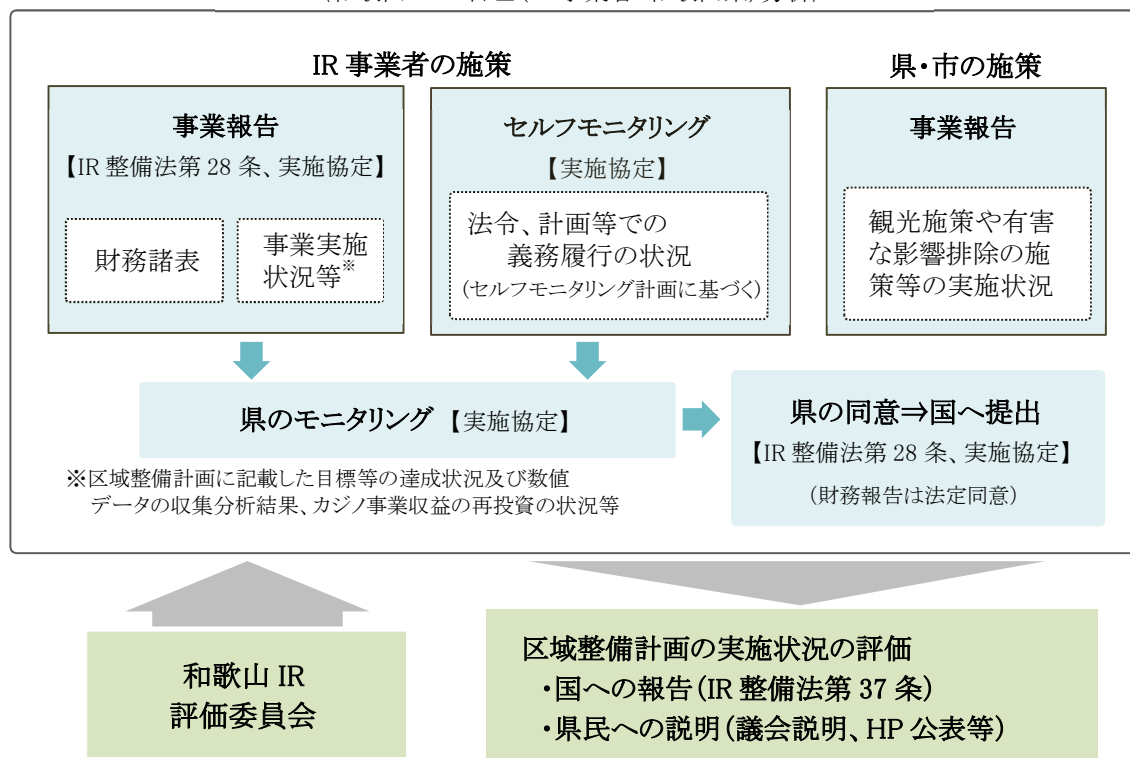 IR 事業者の施策
県・市の施策
事業報告
【IR 整備法第 28 条、実施協定】
財務諸表
事業実施
状況等※
セルフモニタリング
【実施協定】
法令、計画等での
義務履行の状況
(セルフモニタリング計画に基づく)
事業報告
観光施策や有害
な影響排除の施
策等の実施状況
県のモニタリング【実施協定】
県の同意⇒国へ提出
【IR 整備法第 28 条、実施協定】
(財務報告は法定同意)
※区域整備計画に記載した目標等の達成状況及び数値
データの収集分析結果、カジノ事業収益の再投資の状況等
和歌山 IR
評価委員会
区域整備計画の実施状況の評価
・国への報告(IR 整備法第 37 条)
・県民への説明(議会説明、HP 公表等)